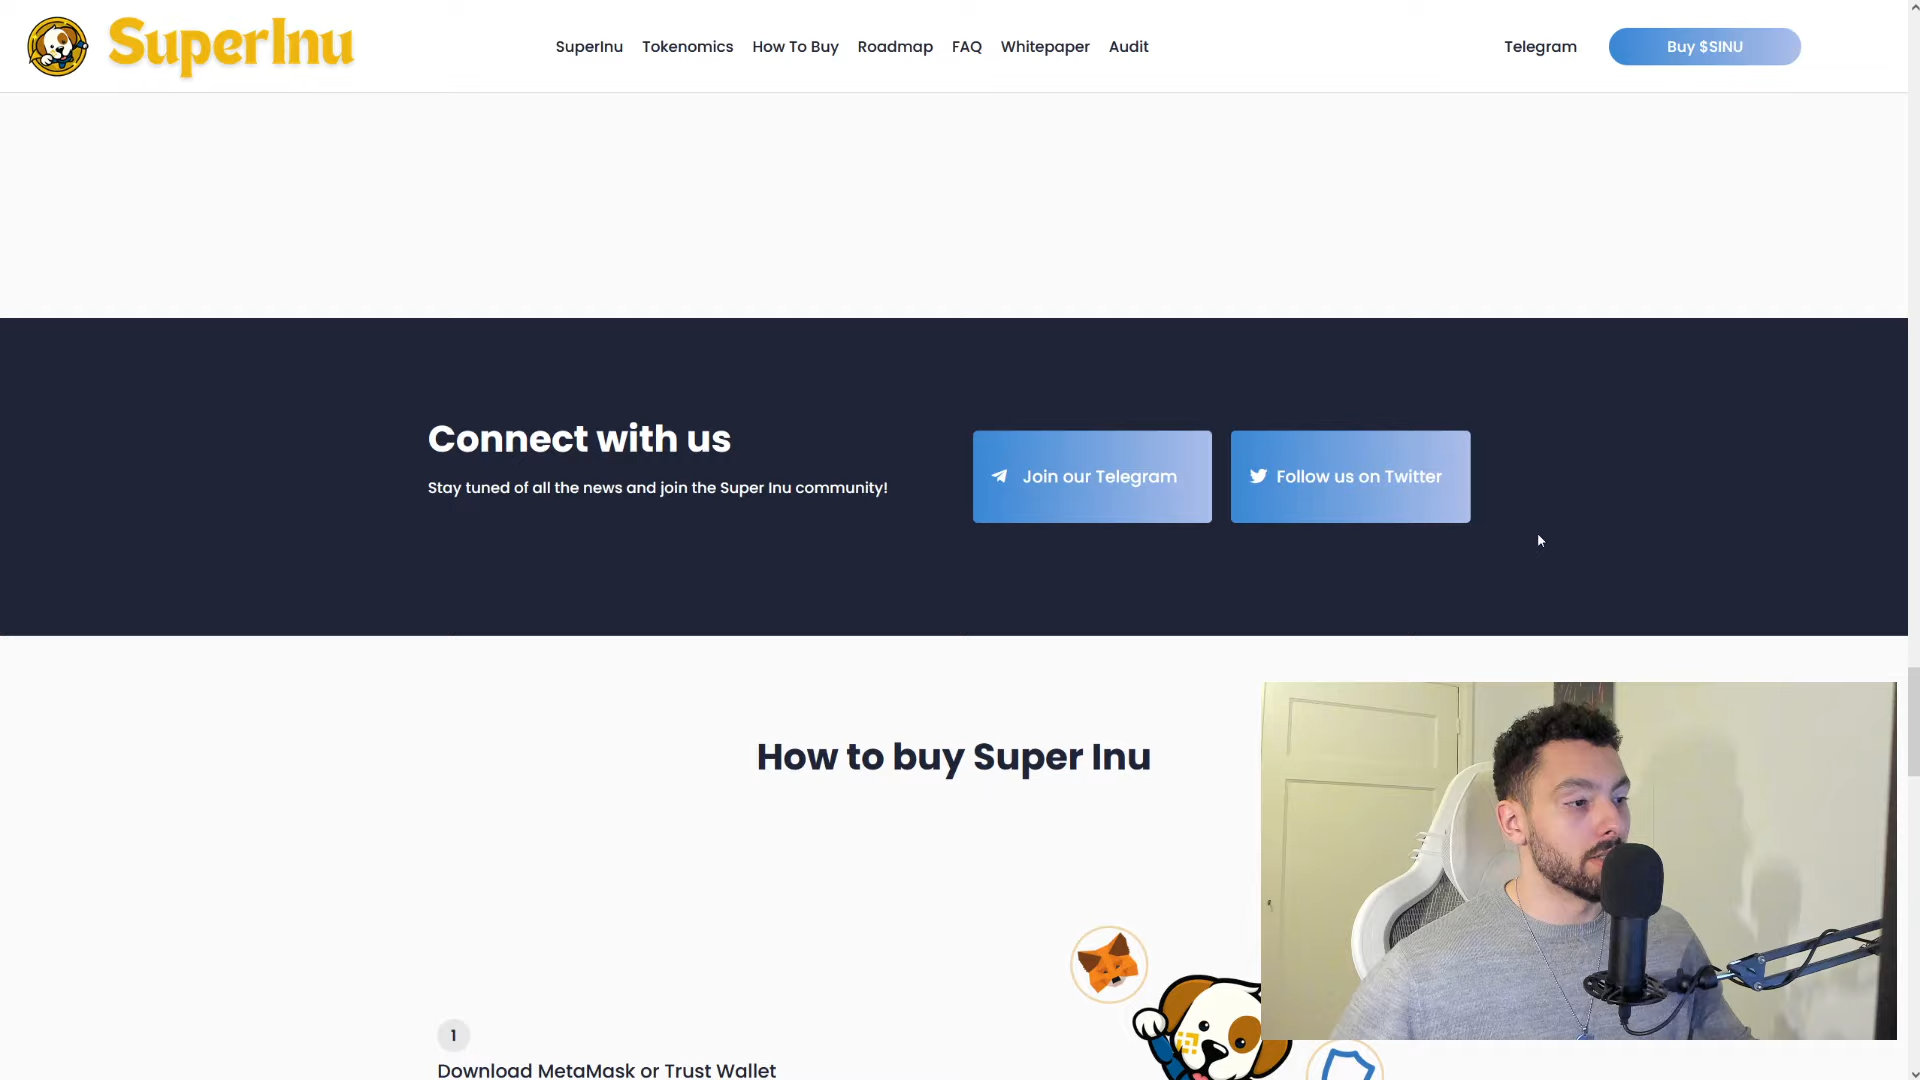 SuperInu
SuperInu Tokenomics How To Buy Roadmap FAQ Whitepaper Audit
Telegram
Buy $SINU
Connect with us
Stay tuned of all the news and join the Super Inu community!
Join our Telegram
Follow us on Twitter
How to buy Super Inu
1
Download MetaMask or Trust Wallet